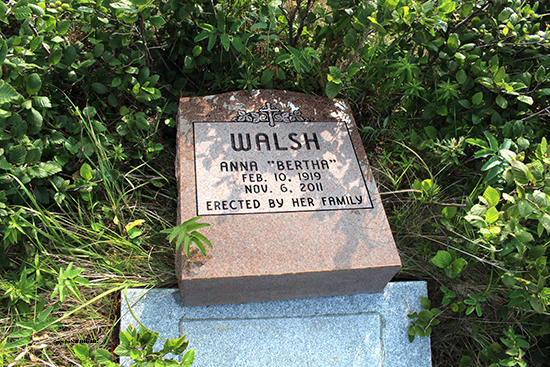 WALSH
ANNA "BERTHA"
FEB. 10, 1919
NOV. 6, 2011
ERECTED BY HER FAMILY